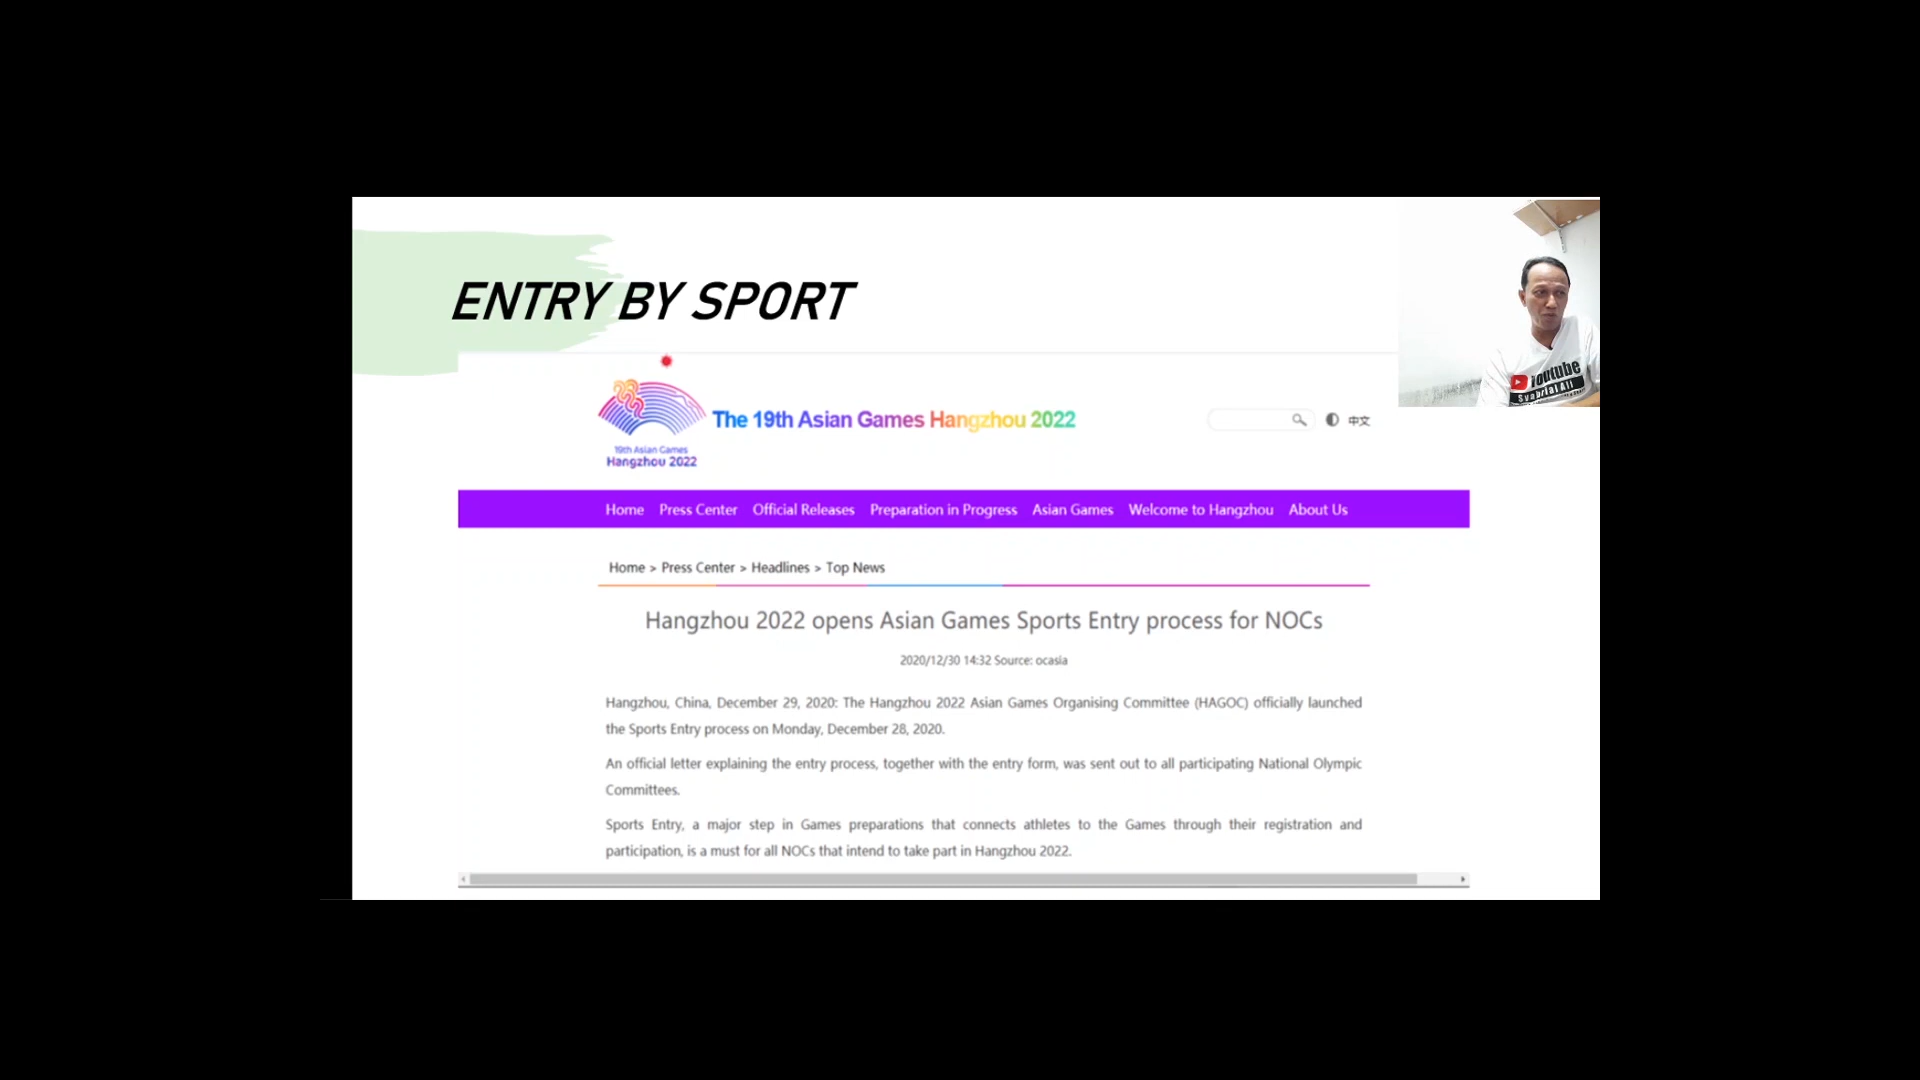 ENTRY BY SPORT
Youtube
Syahrial Ali
The 19th Asian Games Hangzhou 2022
中文
19th Asian Games
Hangzhou 2022
Home Press Center Official Releases Preparation in Progress Asian Games Welcome to Hangzhou About Us
Home > Press Center > Headlines > Top News
Hangzhou 2022 opens Asian Games Sports Entry process for NOCs
2020/12/30 14:32 Source: ocasia
Hangzhou, China, December 29, 2020: The Hangzhou 2022 Asian Games Organising Committee (HAGOC) officially launched
the Sports Entry process on Monday, December 28, 2020.
An official letter explaining the entry process, together with the entry form, was sent out to all participating National Olympic
Committees.
Sports Entry, a major step in Games preparations that connects athletes to the Games through their registration and
participation, is a must for all NOCs that intend to take part in Hangzhou 2022.